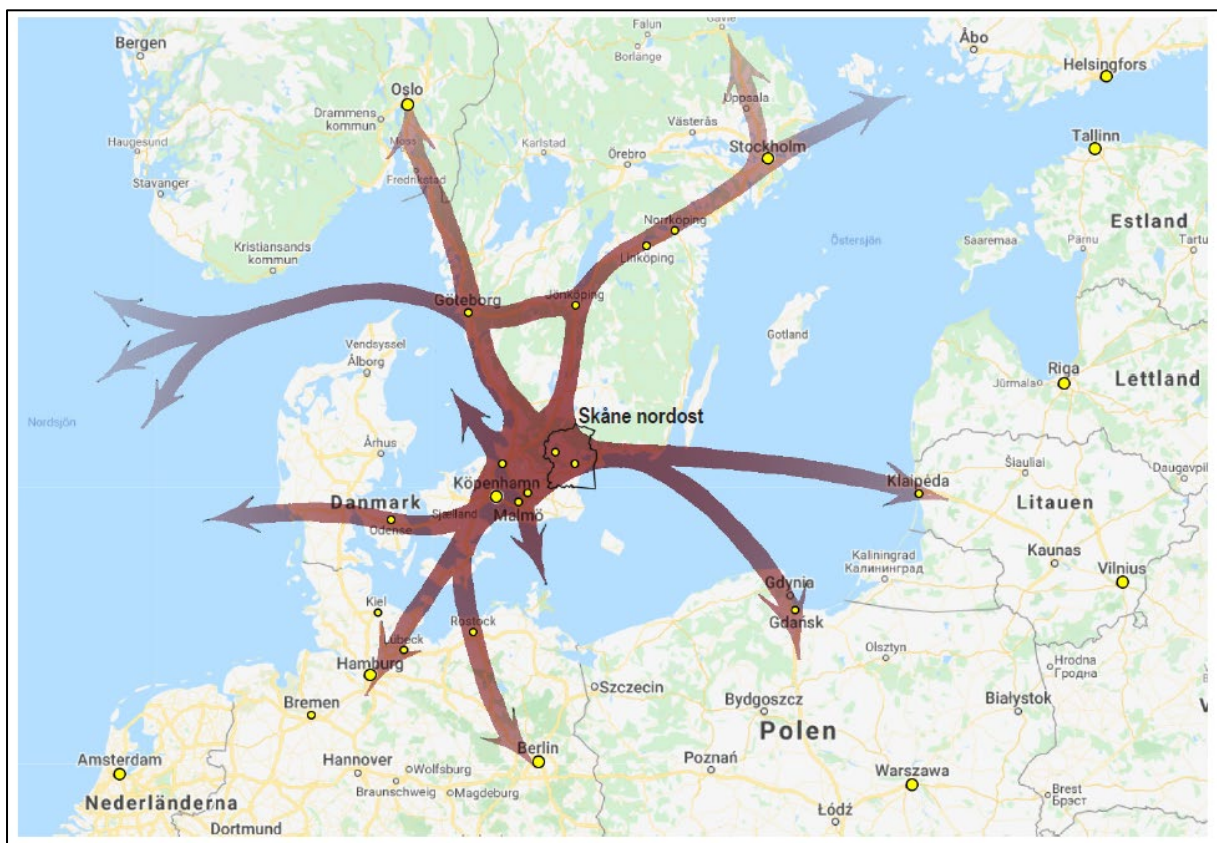 Bergen
Falun
Gävle
Åbo
Borlänge
Helsingfors
Oslo
Drammens
kommun
Uppsala
Västerås
Haugesund
Moss
Karlstad
Örebro
Stockholm
Tallinn
Fredrikstad
Stavanger
Estland
Norrköping
Östersjön
Saaremaa
Pärnu
Tartu
Kristiansands
kommun
Linköping
Göteborg
Jönköping
Gotland
Vendsyssel
Ålborg
Riga
Jūrmala
Lettland
Nordsjön
Skåne nordost
Århus
Šiauliai
Daugavpil
Köpenhamn
Klaipėda
Danmark
Sjælland
Malmö
Litauen
Odense
Kaliningrad
Калининград
Kaunas
Vilnius
Gdynia
Kiel
Rostock
Gdańsk
Lübeck
Olsztyn
Hamburg
Hrodna
Гродна
Szczecin
Bremen
Bydgoszcz
Białystok
Polen
Berlin
Amsterdam
Hannover
Wolfsburg
Poznań
Braunschweig
Magdeburg
Warszawa
Nederländerna
Brest
Брэст
Łódź
Dortmund